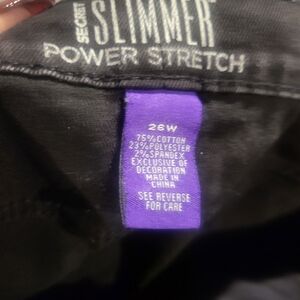 SECRET
SLIMMER
POWER STRETCH
26W
75% COTTON
23% POLYESTER
2% SPANDEX
EXCLUSIVE OF
DECORATION
MADE IN
CHINA
SEE REVERSE
FOR CARE